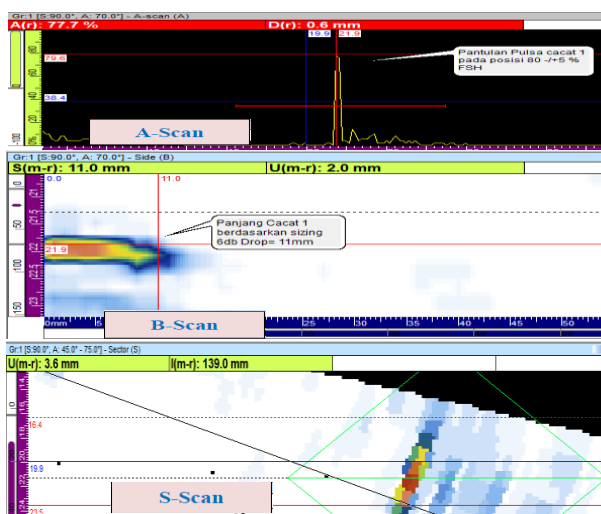 Gr:1 [S:90.0°, A: 70.0°] - A-scan (A)
A(r): 77.7 % D(r): 0.6 mm
19.9 21.9
79.6
38.4
Pantulan Pulsa cacat 1
pada posisi 80 -/+5 %
FSH
A-Scan
Gr:1 [S:90.0°, A: 70.0°] - Side (B)
S(m-r): 11.0 mm U(m-r): 2.0 mm
0.0 11.0
21.9
Panjang Cacat 1
berdasarkan sizing
6db Drop= 11mm
0mm 5 25 30 35 40 45 50
B-Scan
Gr:1 [S:90.0°, A: 45.0° - 75.0°] - Sector (S)
U(m-r): 3.6 mm I(m-r): 139.0 mm
16.4
19.9
23.5
S-Scan